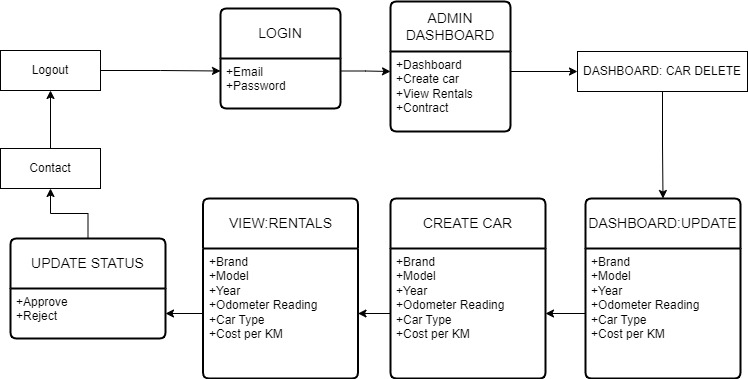 LOGIN
+Email
+Password
ADMIN
DASHBOARD
+Dashboard
+Create car
+View Rentals
+Contract
DASHBOARD: CAR DELETE
Logout
Contact
UPDATE STATUS
+Approve
+Reject
VIEW:RENTALS
+Brand
+Model
+Year
+Odometer Reading
+Car Type
+Cost per KM
CREATE CAR
+Brand
+Model
+Year
+Odometer Reading
+Car Type
+Cost per KM
DASHBOARD:UPDATE
+Brand
+Model
+Year
+Odometer Reading
+Car Type
+Cost per KM